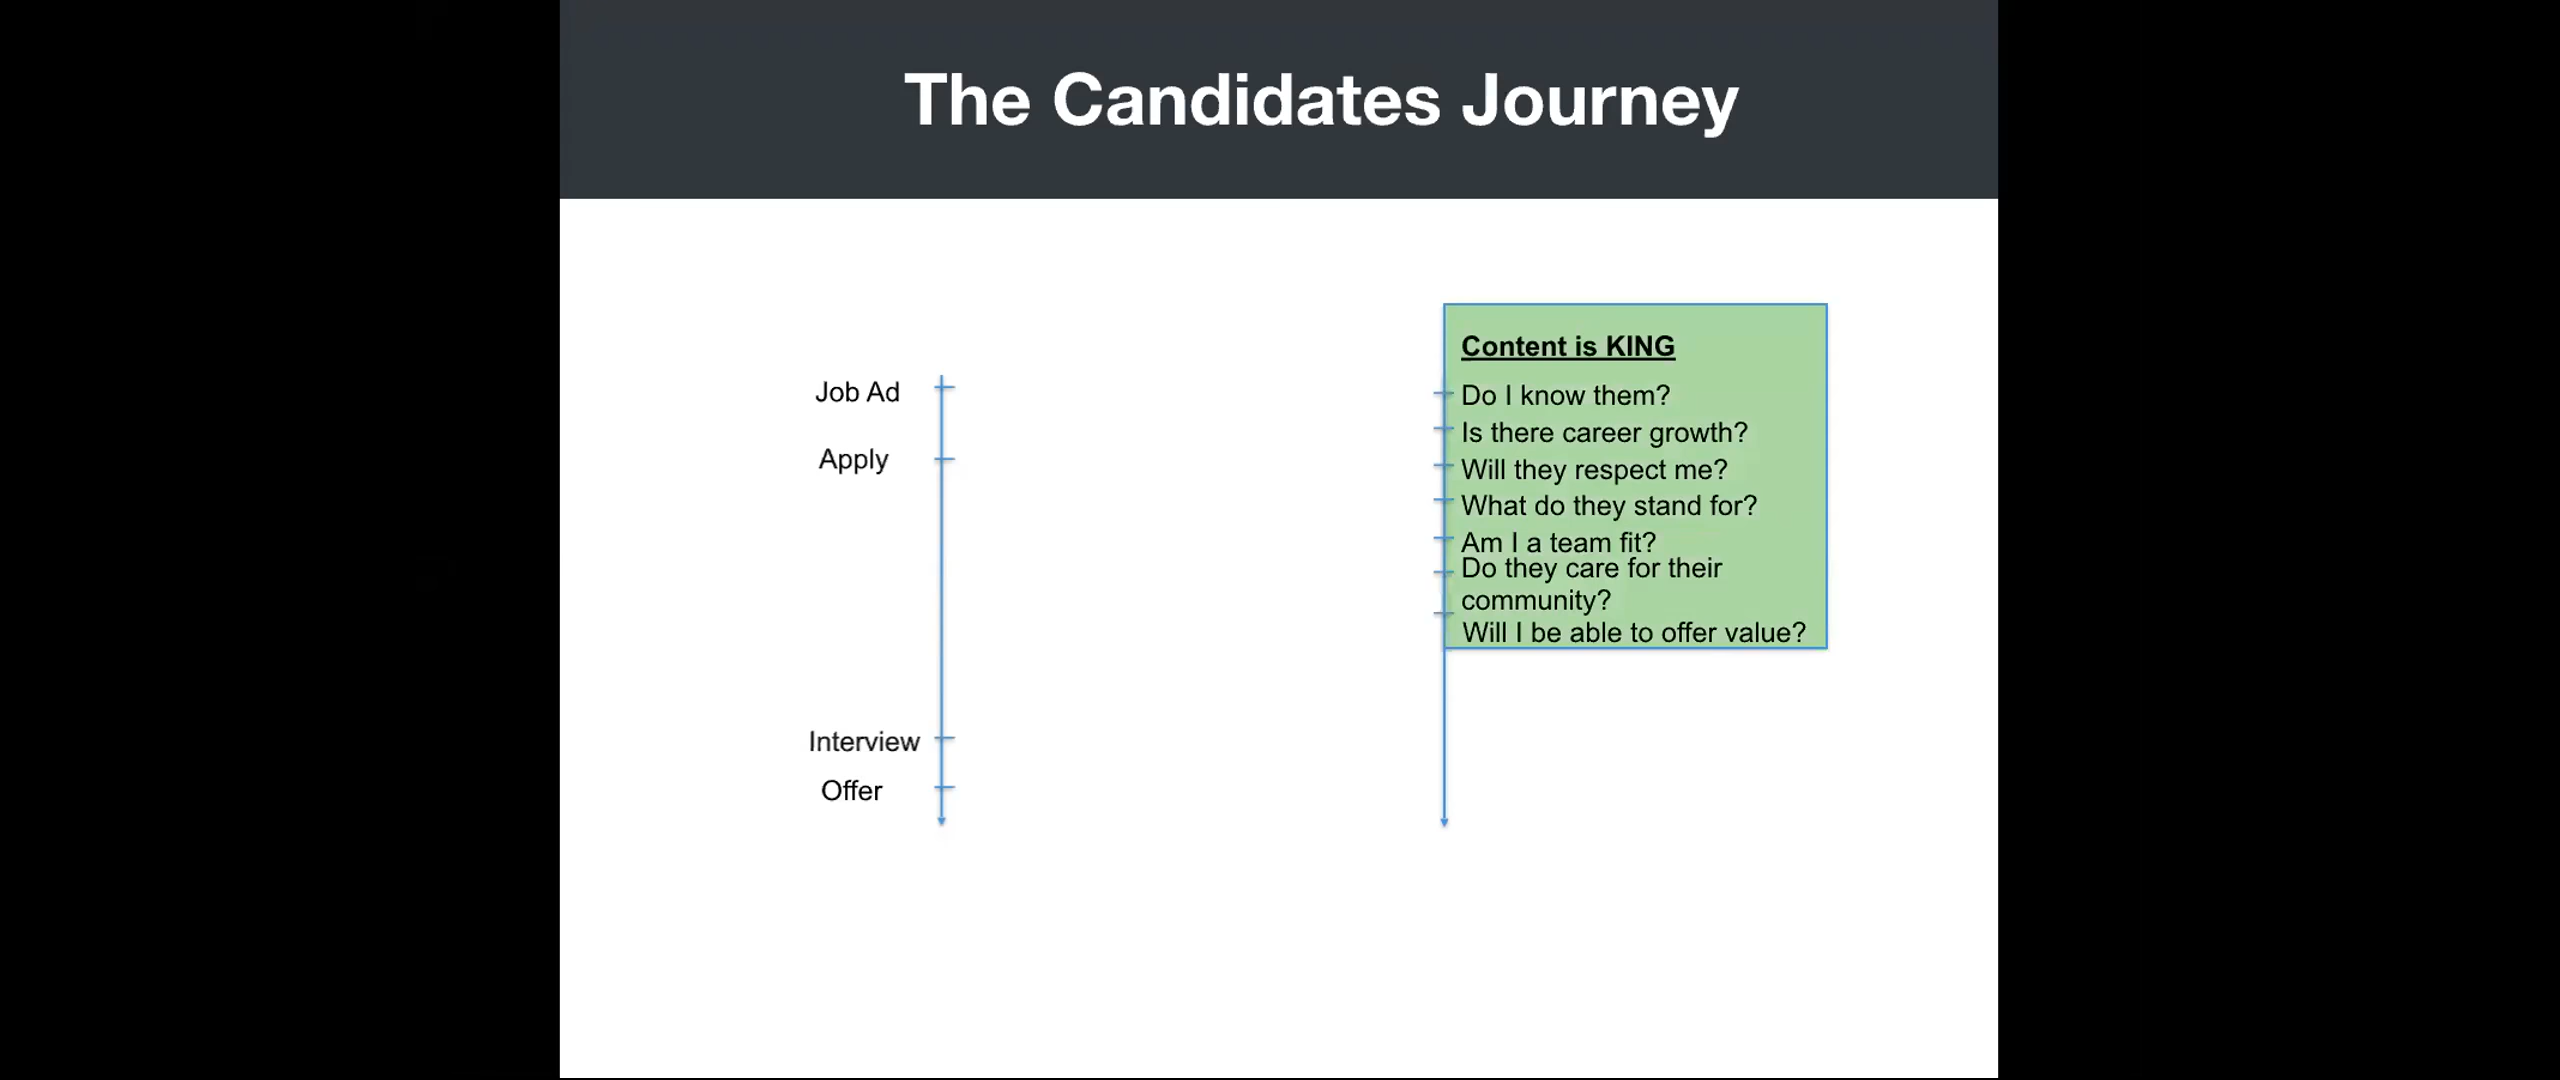 The Candidates Journey
Job Ad
Apply
Interview
Offer
Content is KING
Do I know them?
Is there career growth?
Will they respect me?
What do they stand for?
Am I a team fit?
Do they care for their
community?
Will I be able to offer value?